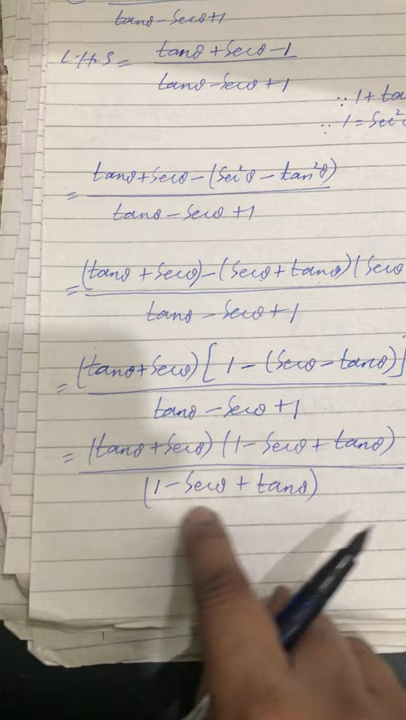 tanθ - secθ + 1
L.H.S = tanθ + secθ - 1
tanθ - secθ + 1
∵ 1 + ta
∵ 1 = sec²
= tanθ + secθ - (sec²θ - tan²θ)
tanθ - secθ + 1
= (tanθ + secθ) - (secθ + tanθ)(secθ
tanθ - secθ + 1
= (tanθ + secθ) [1 - (secθ - tanθ)]
tanθ - secθ + 1
= (tanθ + secθ) (1 - secθ + tanθ)
(1 - secθ + tanθ)